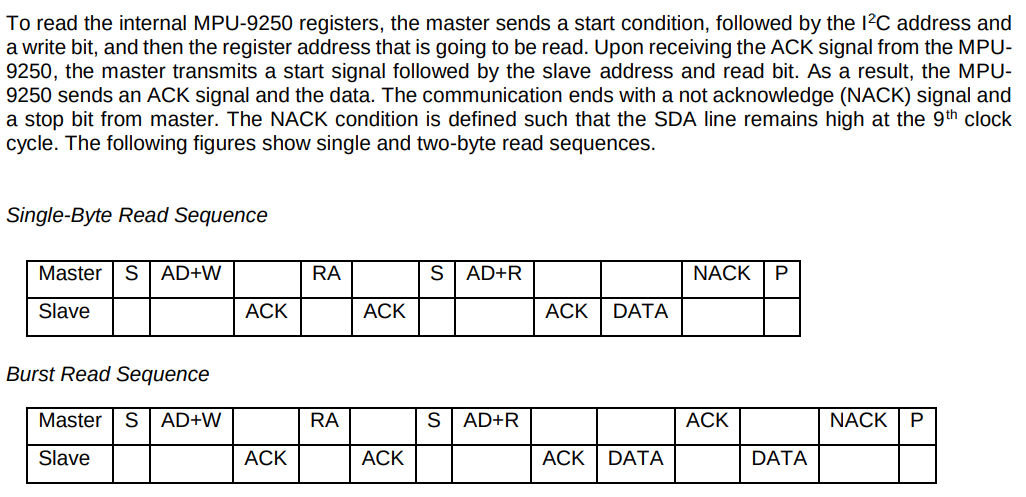 To read the internal MPU-9250 registers, the master sends a start condition, followed by the I²C address and
a write bit, and then the register address that is going to be read. Upon receiving the ACK signal from the MPU-
9250, the master transmits a start signal followed by the slave address and read bit. As a result, the MPU-
9250 sends an ACK signal and the data. The communication ends with a not acknowledge (NACK) signal and
a stop bit from master. The NACK condition is defined such that the SDA line remains high at the 9th clock
cycle. The following figures show single and two-byte read sequences.
Single-Byte Read Sequence
Master S AD+W RA S AD+R NACK P
Slave ACK ACK ACK DATA
Burst Read Sequence
Master S AD+W RA S AD+R ACK NACK P
Slave ACK ACK ACK DATA DATA